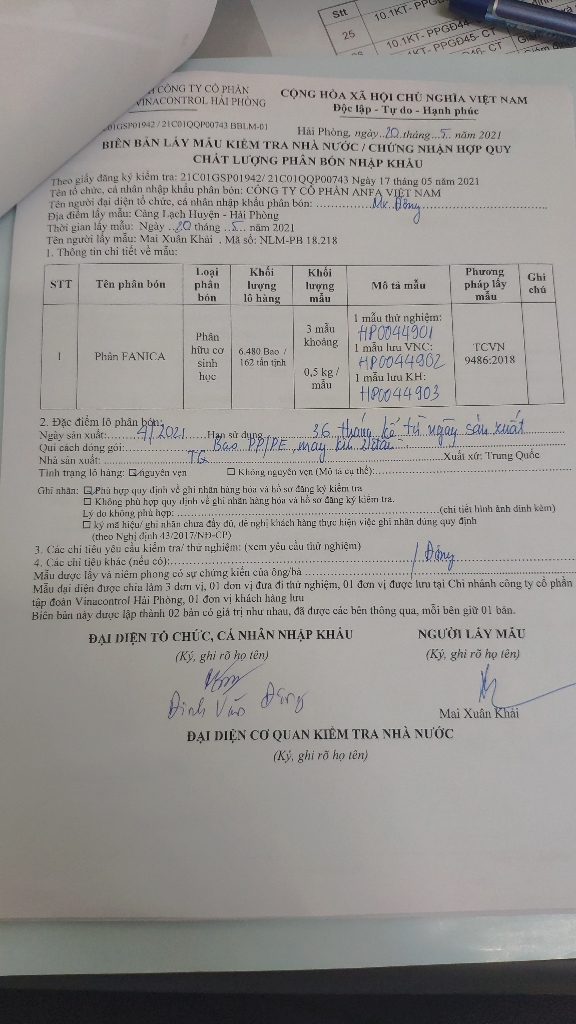 Stt
10.1KT- PPGĐ44
25
10.1KT- PPGĐ45- CT
CÔNG TY CỔ PHẦN
VINACONTROL HẢI PHÒNG
CỘNG HÒA XÃ HỘI CHỦ NGHĨA VIỆT NAM
Độc lập - Tự do - Hạnh phúc
C01GSP01942 / 21C01QQP00743 BBLM-01
Hải Phòng, ngày..20.tháng..5.. năm 2021
BIÊN BẢN LẤY MẪU KIỂM TRA NHÀ NƯỚC / CHỨNG NHẬN HỢP QUY
CHẤT LƯỢNG PHÂN BÓN NHẬP KHẨU
Theo giấy đăng ký kiểm tra: 21C01GSP01942/ 21C01QQP00743 Ngày 17 tháng 05 năm 2021
Tên tổ chức, cá nhân nhập khẩu phân bón: CÔNG TY CỔ PHẦN ANFA VIỆT NAM
Tên người đại diện tổ chức, cá nhân nhập khẩu phân bón: Mr. Đông
Địa điểm lấy mẫu: Cảng Lạch Huyện - Hải Phòng
Thời gian lấy mẫu: Ngày ..20 tháng ..5.. năm 2021
Tên người lấy mẫu: Mai Xuân Khải . Mã số: NLM-PB 18.218
1. Thông tin chi tiết về mẫu:
STT Tên phân bón Loại phân bón Khối lượng lô hàng Khối lượng mẫu Mô tả mẫu Phương pháp lấy mẫu Ghi chú
1 Phân FANICA Phân hữu cơ sinh học 6.480 Bao / 162 tấn tịnh 3 mẫu khoảng 0,5 kg / mẫu
1 mẫu thử nghiệm:
HP0044901
1 mẫu lưu VNC:
HP0044902
1 mẫu lưu KH:
HP0044903
TCVN 9486:2018
2. Đặc điểm lô phân bón:
Ngày sản xuất: 4/2021 Hạn sử dụng 36 tháng kể từ ngày sản xuất
Qui cách đóng gói: Bao PP/PE, may kín
Nhà sản xuất: TQ Xuất xứ: Trung Quốc
Tình trạng lô hàng: ☑ nguyên vẹn ☐ Không nguyên vẹn (Mô tả cụ thể):
Ghi nhãn: ☑ Phù hợp quy định về ghi nhãn hàng hóa và hồ sơ đăng ký kiểm tra
☐ Không phù hợp quy định về ghi nhãn hàng hóa và hồ sơ đăng ký kiểm tra.
Lý do không phù hợp: (chi tiết hình ảnh đính kèm)
☐ ký mã hiệu/ ghi nhãn chưa đầy đủ, đề nghị khách hàng thực hiện việc ghi nhãn đúng quy định
(theo Nghị định 43/2017/NĐ-CP)
3. Các chỉ tiêu yêu cầu kiểm tra/ thử nghiệm: (xem yêu cầu thử nghiệm)
4. Các chỉ tiêu khác (nếu có):
Mẫu được lấy và niêm phong có sự chứng kiến của ông/bà Đông
Mẫu đại diện được chia làm 3 đơn vị, 01 đơn vị đưa đi thử nghiệm, 01 đơn vị được lưu tại Chi nhánh công ty cổ phần
tập đoàn Vinacontrol Hải Phòng, 01 đơn vị khách hàng lưu
Biên bản này được lập thành 02 bản có giá trị như nhau, đã được các bên thông qua, mỗi bên giữ 01 bản.
ĐẠI DIỆN TỔ CHỨC, CÁ NHÂN NHẬP KHẨU NGƯỜI LẤY MẪU
(Ký, ghi rõ họ tên) (Ký, ghi rõ họ tên)
Đinh Văn Đông
Mai Xuân Khải
ĐẠI DIỆN CƠ QUAN KIỂM TRA NHÀ NƯỚC
(Ký, ghi rõ họ tên)